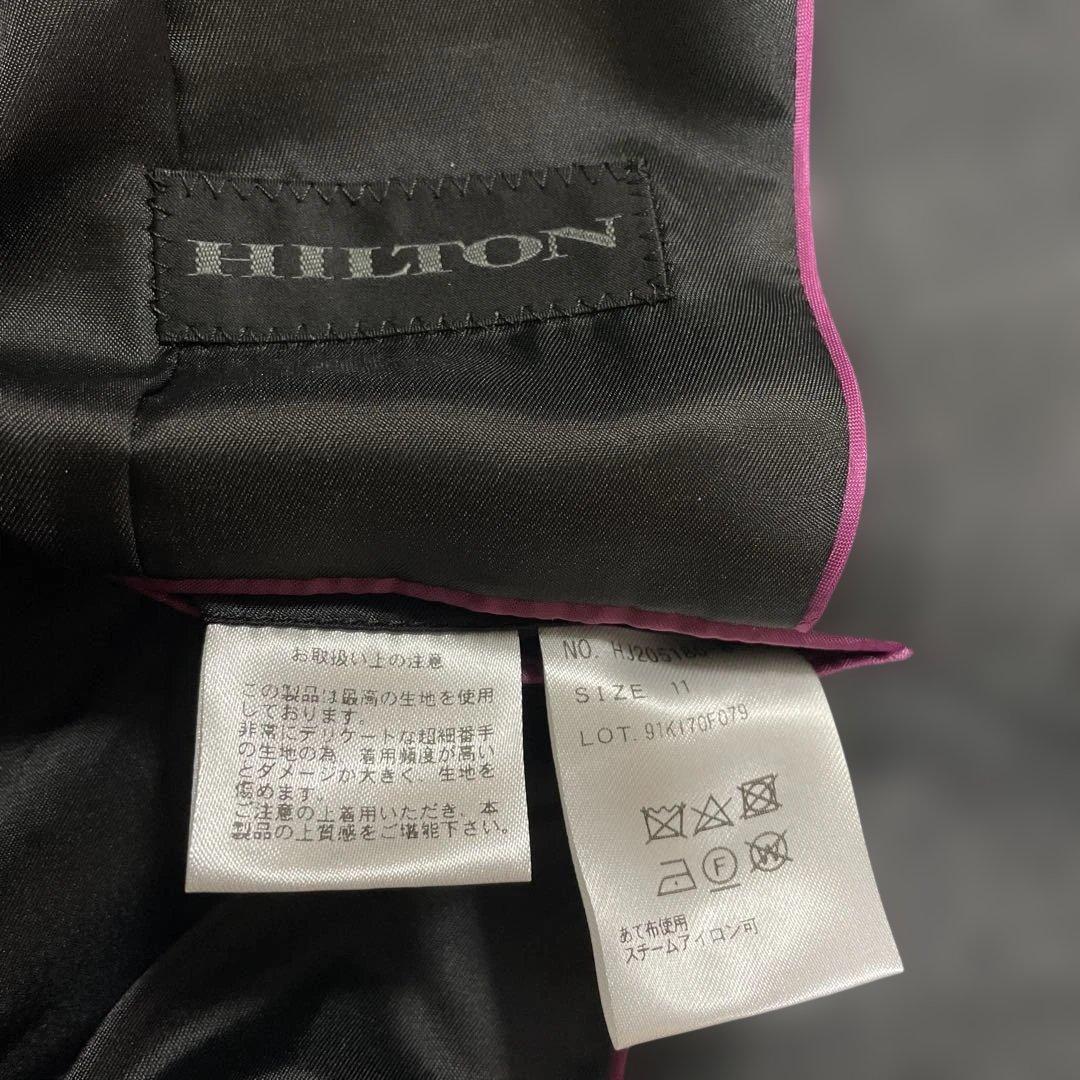 HILTON
お取扱い上の注意
この製品は最高の生地を使用
しております。
非常にデリケートな超細番手
の生地の為、着用頻度が高い
とダメージが大きく、生地を
傷めます。
ご注意の上着用いただき、本
製品の上質感をご堪能下さい。
NO. HJ20518
SIZE 11
LOT. 91K170F079
F
W
あて布使用
スチームアイロン可